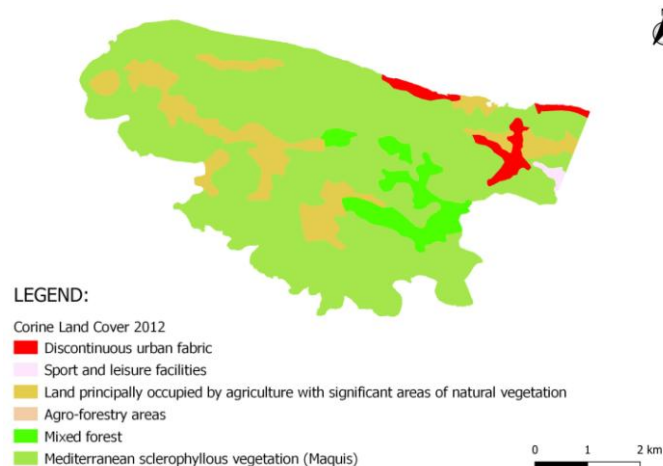 LEGEND:
Corine Land Cover 2012
Discontinuous urban fabric
Sport and leisure facilities
Land principally occupied by agriculture with significant areas of natural vegetation
Agro-forestry areas
Mixed forest
Mediterranean sclerophyllous vegetation (Maquis)
0 1 2 km